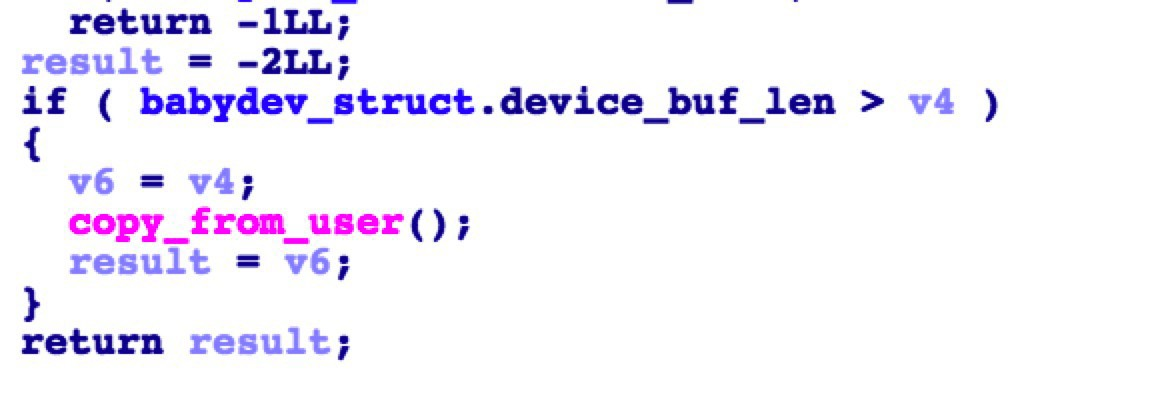 return -1LL;
result = -2LL;
if ( babydev_struct.device_buf_len > v4 )
{
v6 = v4;
copy_from_user();
result = v6;
}
return result;